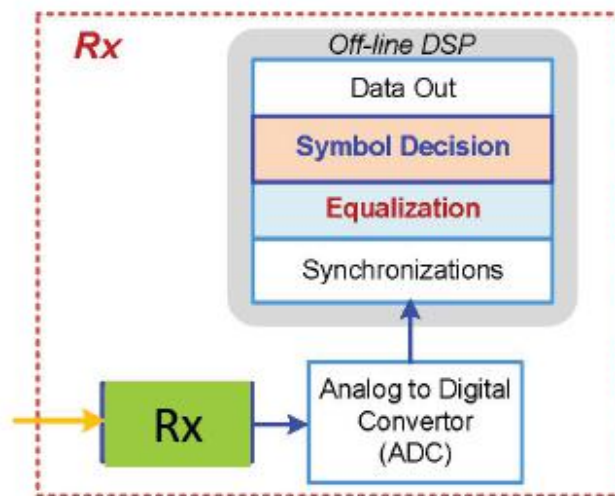 Rx
Off-line DSP
Data Out
Symbol Decision
Equalization
Synchronizations
Rx
Analog to Digital
Convertor
(ADC)